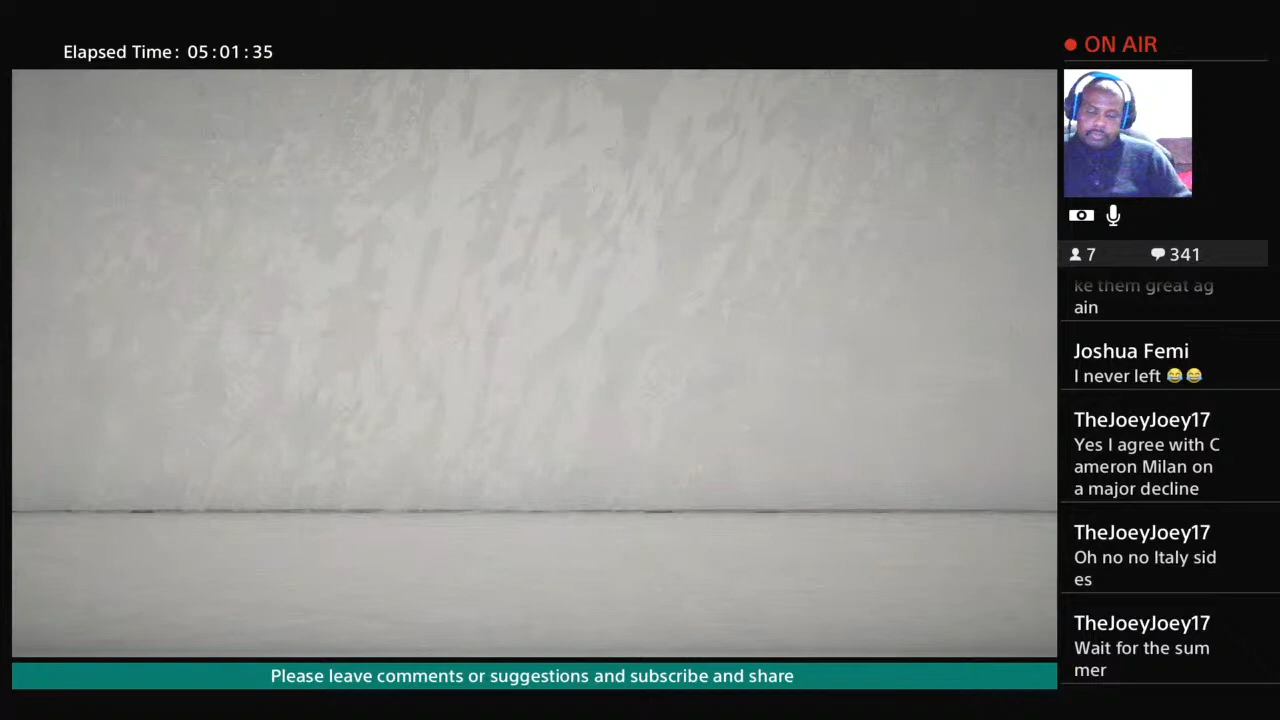 Elapsed Time: 05:01:35
ON AIR
7 341
ke them great ag
ain
Joshua Femi
I never left 😂😂
TheJoeyJoey17
Yes I agree with C
ameron Milan on
a major decline
TheJoeyJoey17
Oh no no Italy sid
es
TheJoeyJoey17
Wait for the sum
mer
Please leave comments or suggestions and subscribe and share